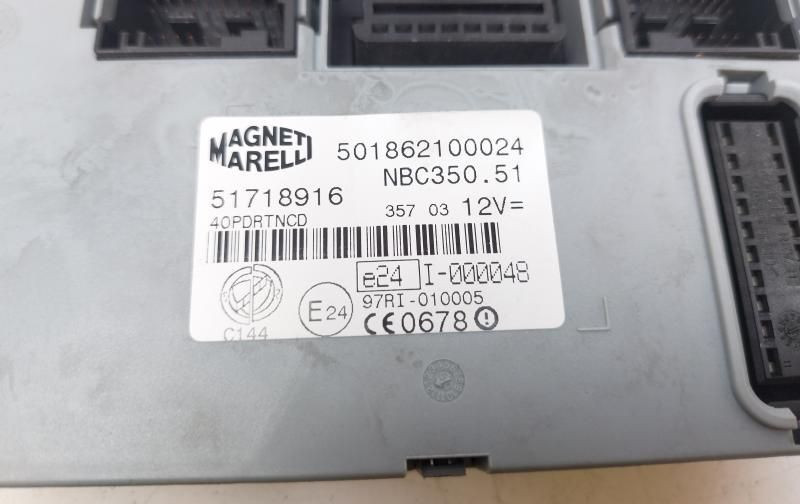 MAGNETI MARELLI
501862100024
NBC350.51
51718916
40PDRTNCD
357 03 12V=
e24 I-000048
97RI-010005
E24
CE0678!
C144